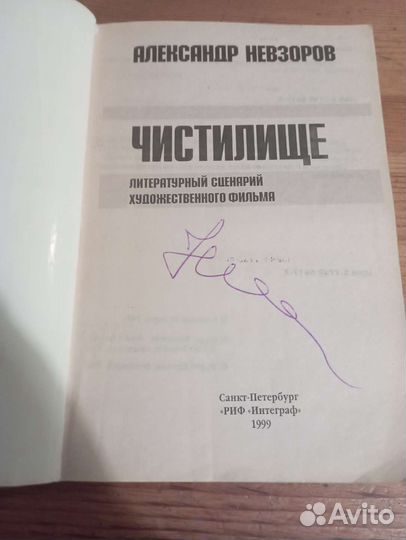 АЛЕКСАНДР НЕВЗОРОВ
ЧИСТИЛИЩЕ
ЛИТЕРАТУРНЫЙ СЦЕНАРИЙ
ХУДОЖЕСТВЕННОГО ФИЛЬМА
Санкт-Петербург
«РИФ «Интеграф»
1999
Avito